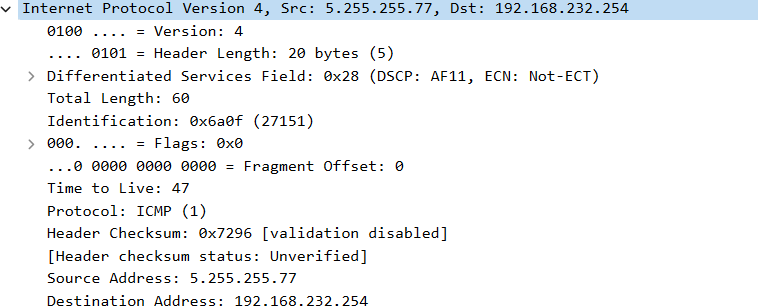 Internet Protocol Version 4, Src: 5.255.255.77, Dst: 192.168.232.254
0100 .... = Version: 4
.... 0101 = Header Length: 20 bytes (5)
Differentiated Services Field: 0x28 (DSCP: AF11, ECN: Not-ECT)
Total Length: 60
Identification: 0x6a0f (27151)
000. .... = Flags: 0x0
...0 0000 0000 0000 = Fragment Offset: 0
Time to Live: 47
Protocol: ICMP (1)
Header Checksum: 0x7296 [validation disabled]
[Header checksum status: Unverified]
Source Address: 5.255.255.77
Destination Address: 192.168.232.254